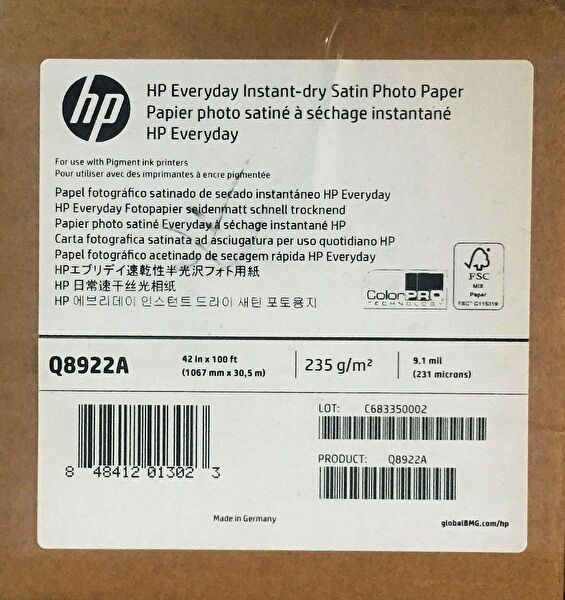 hp
HP Everyday Instant-dry Satin Photo Paper
Papier photo satiné à séchage instantané
HP Everyday
For use with Pigment ink printers
Pour utiliser avec des imprimantes à encre pigmentée
Papel fotográfico satinado de secado instantáneo HP Everyday
HP Everyday Fotopapier seidenmatt schnell trocknend
Papier photo satiné Everyday á séchage instantané HP
Carta fotografica satinata ad asciugatura per uso quotidiano HP
Papel fotográfico acetinado de secagem rápida HP Everyday
HPエブリデイ速乾性半光沢フォト用紙
HP 日常速干丝光相纸
HP 에브리데이 인스턴트 드라이 새틴 포토용지
ColorPRO
TECHNOLOGY
FSC
MIX
Paper
FSC® C115319
Q8922A
42 in x 100 ft
(1067 mm x 30,5 m)
235 g/m²
9.1 mil
(231 microns)
LOT: C683350002
PRODUCT: Q8922A
8 48412 01302 3
Made in Germany
globalBMG.com/hp